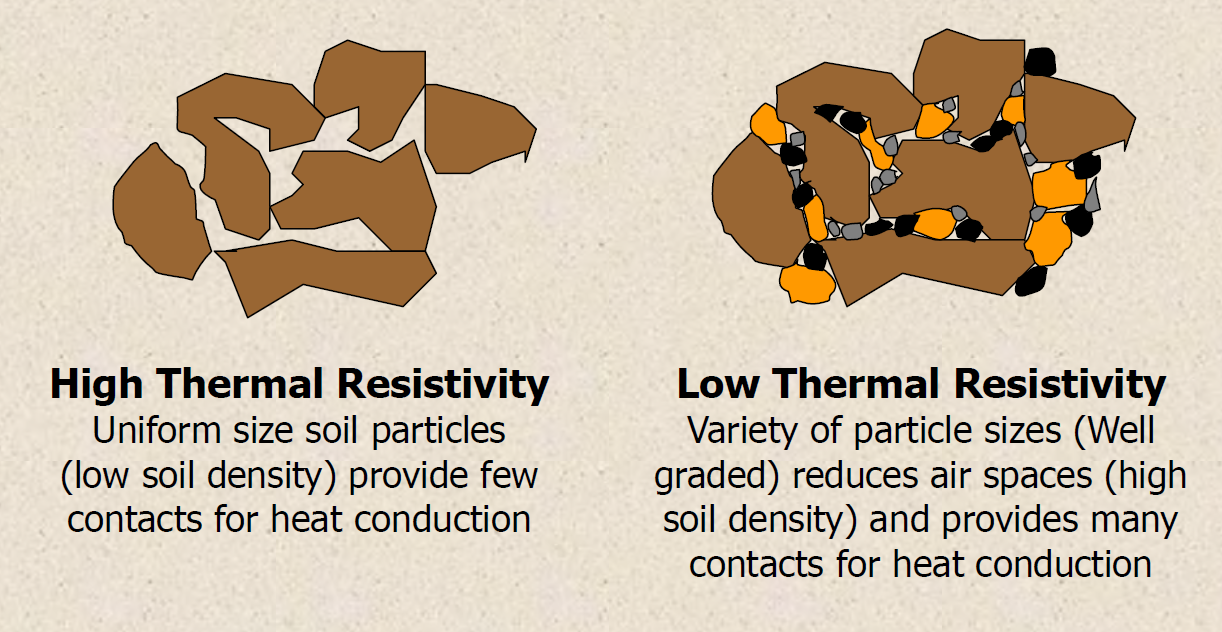 High Thermal Resistivity
Uniform size soil particles
(low soil density) provide few
contacts for heat conduction
Low Thermal Resistivity
Variety of particle sizes (Well
graded) reduces air spaces (high
soil density) and provides many
contacts for heat conduction